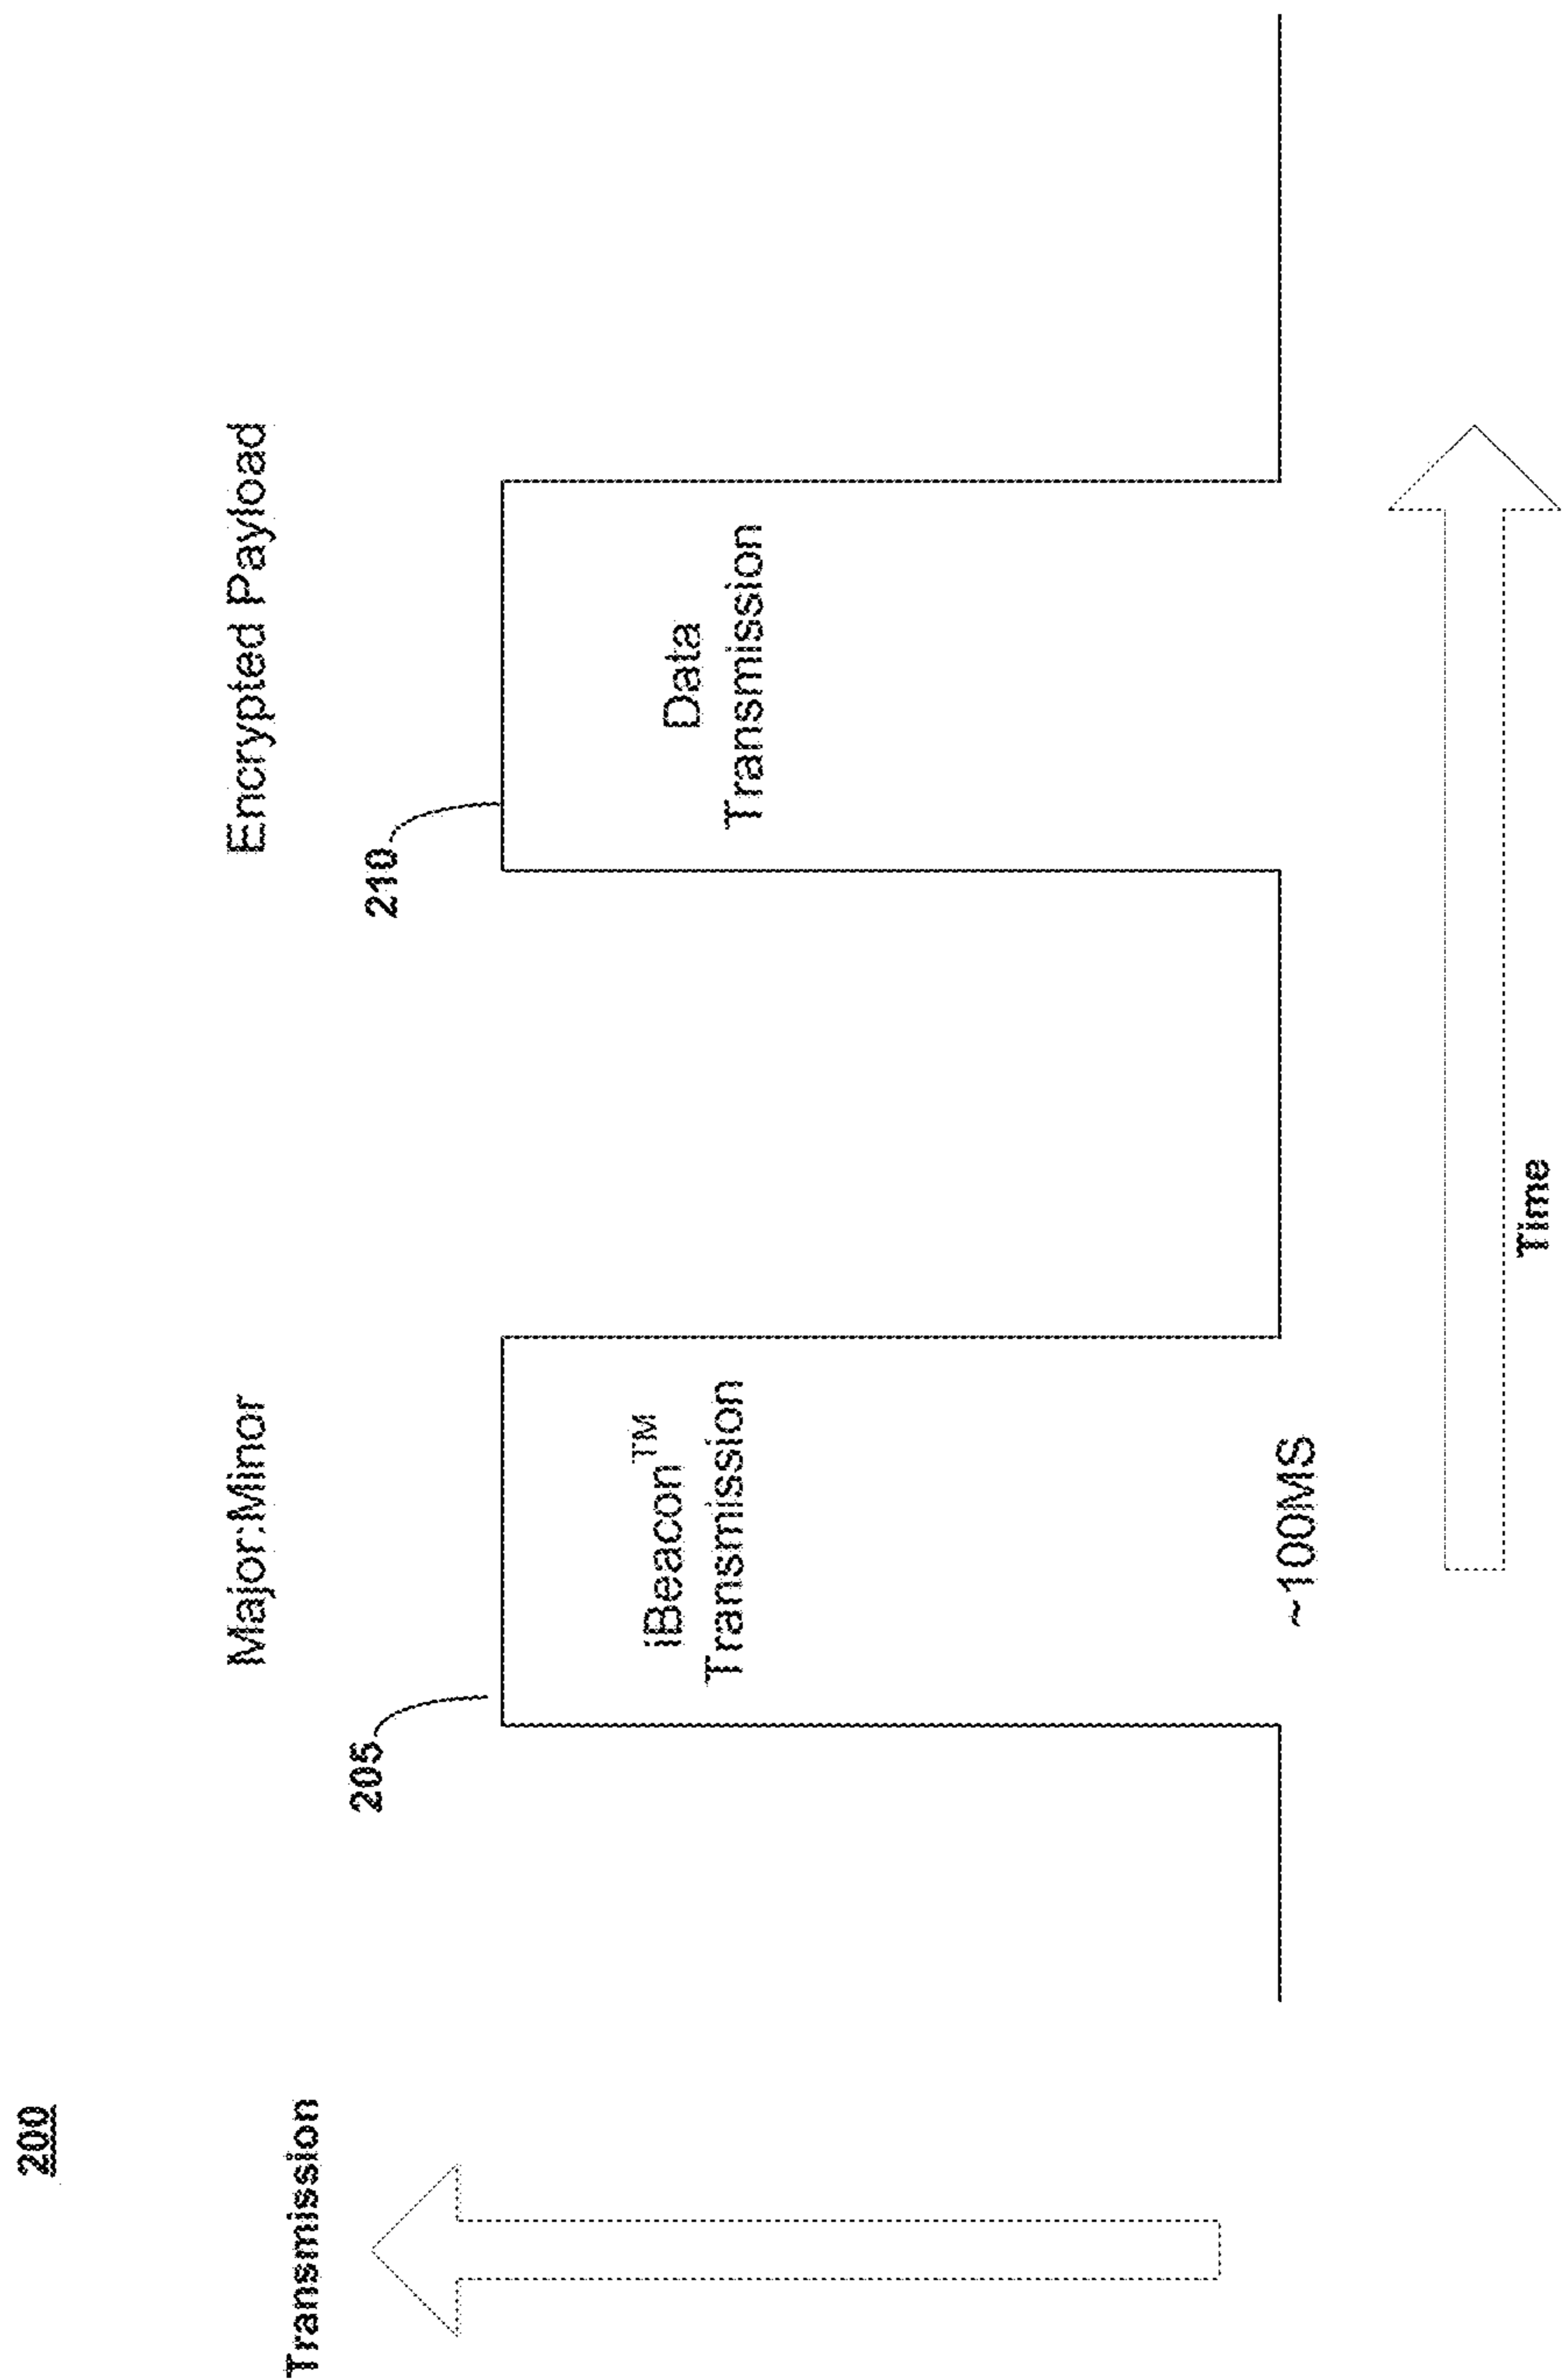 200
Transmission
Major:Minor
Encrypted Payload
205
210
iBeacon™
Transmission
Data
Transmission
~100MS
Time